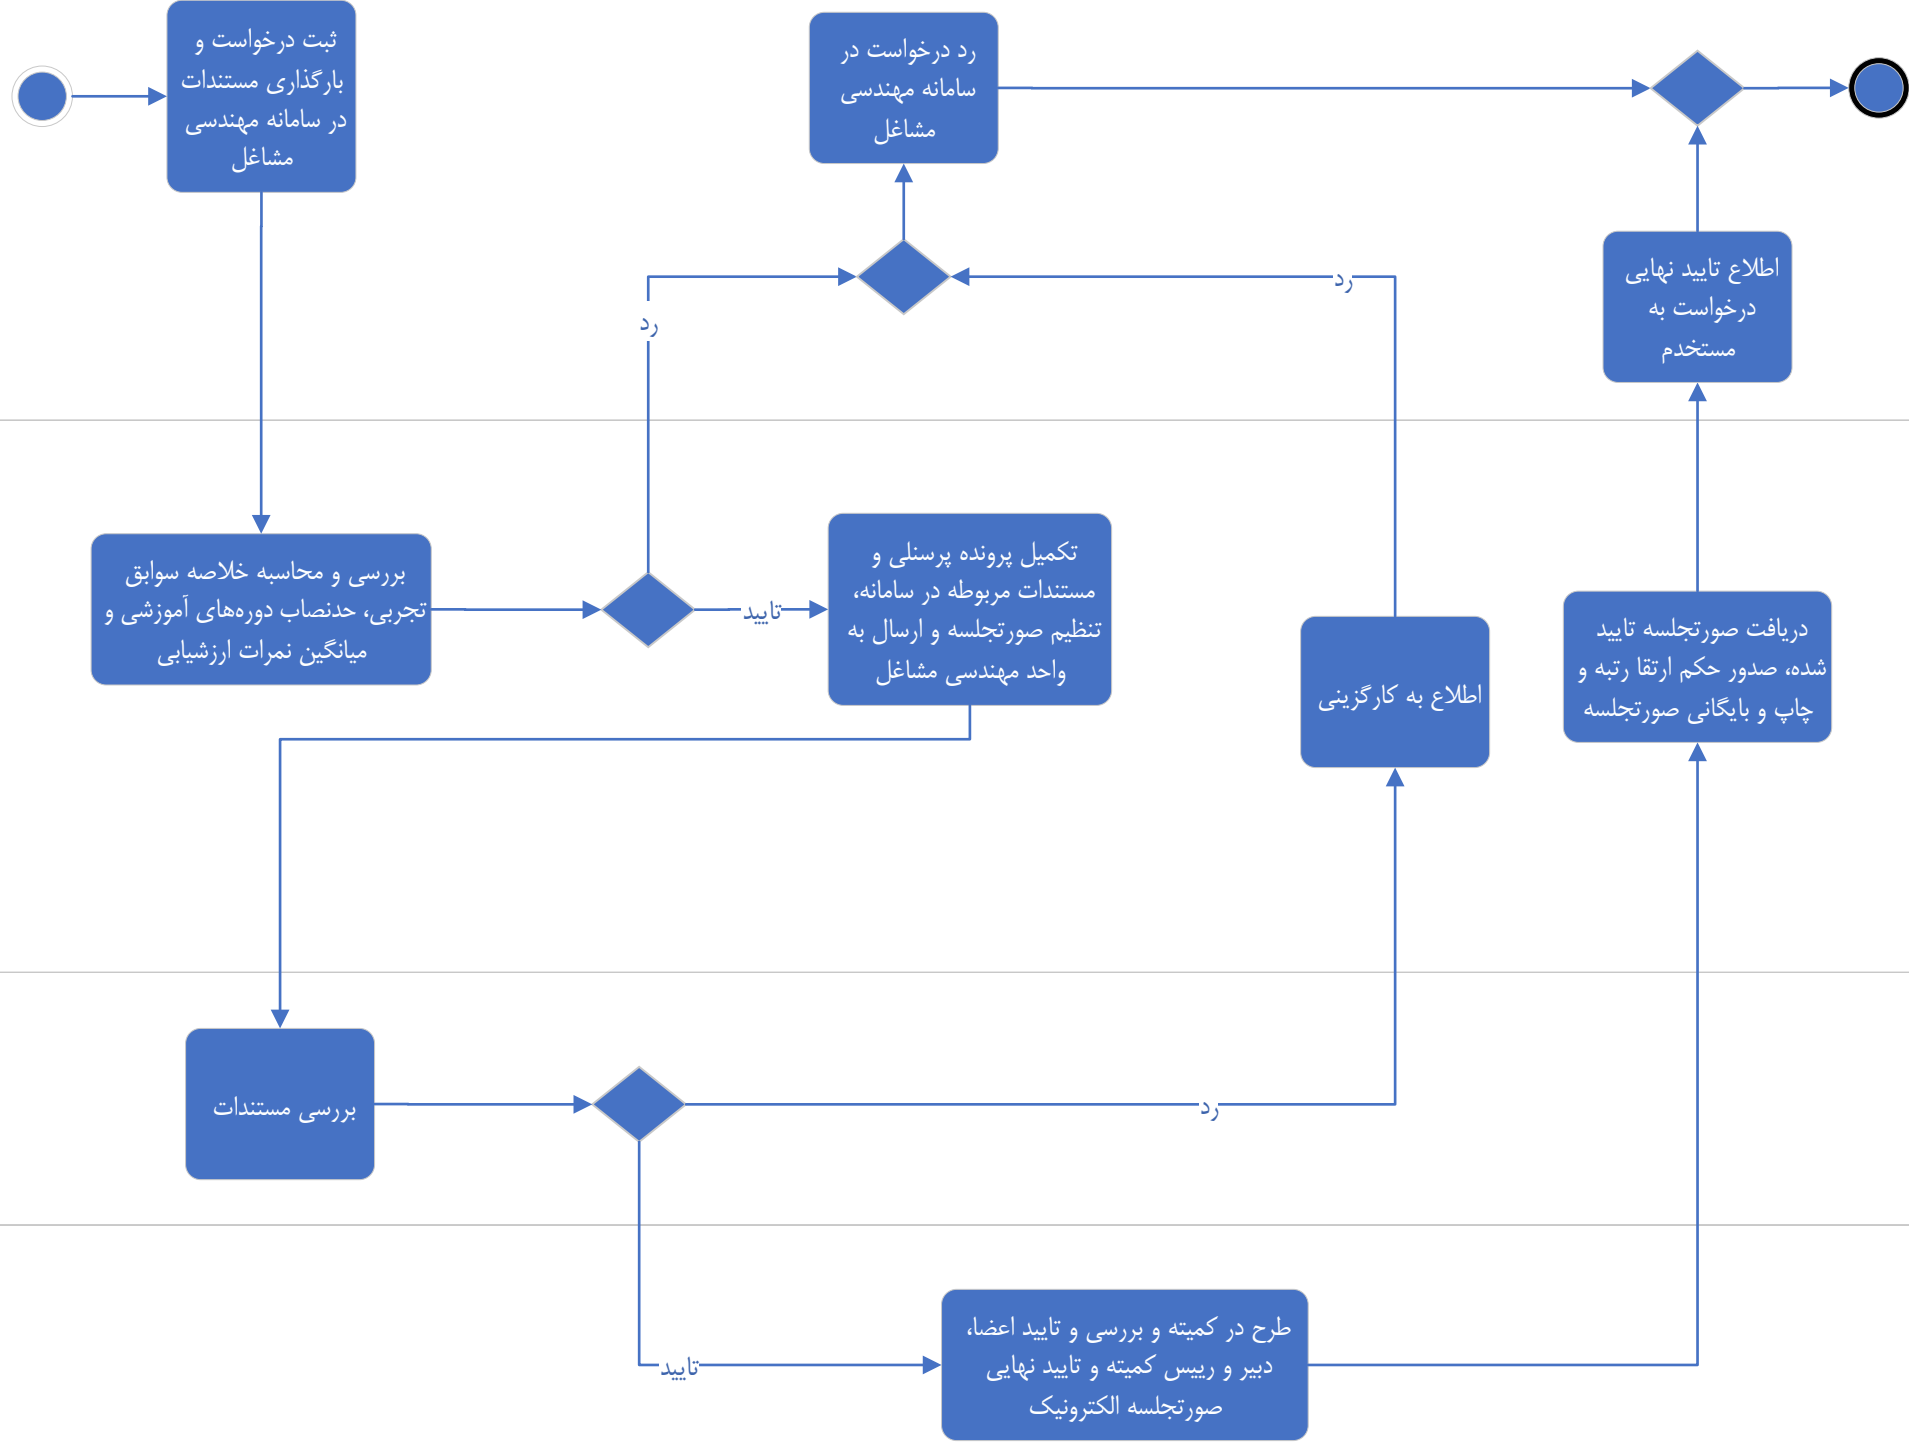 ثبت درخواست و
بارگذاری مستندات
در سامانه مهندسی
مشاغل
رد درخواست در
سامانه مهندسی
مشاغل
رد
رد
اطلاع تایید نهایی
درخواست به
مستخدم
بررسی و محاسبه خلاصه سوابق
تجربی، حدنصاب دوره‌های آموزشی و
میانگین نمرات ارزشیابی
تایید
تکمیل پرونده پرسنلی و
مستندات مربوطه در سامانه،
تنظیم صورتجلسه و ارسال به
واحد مهندسی مشاغل
اطلاع به کارگزینی
دریافت صورتجلسه تایید
شده، صدور حکم ارتقا رتبه و
چاپ و بایگانی صورتجلسه
بررسی مستندات
رد
تایید
طرح در کمیته و بررسی و تایید اعضا،
دبیر و رییس کمیته و تایید نهایی
صورتجلسه الکترونیک